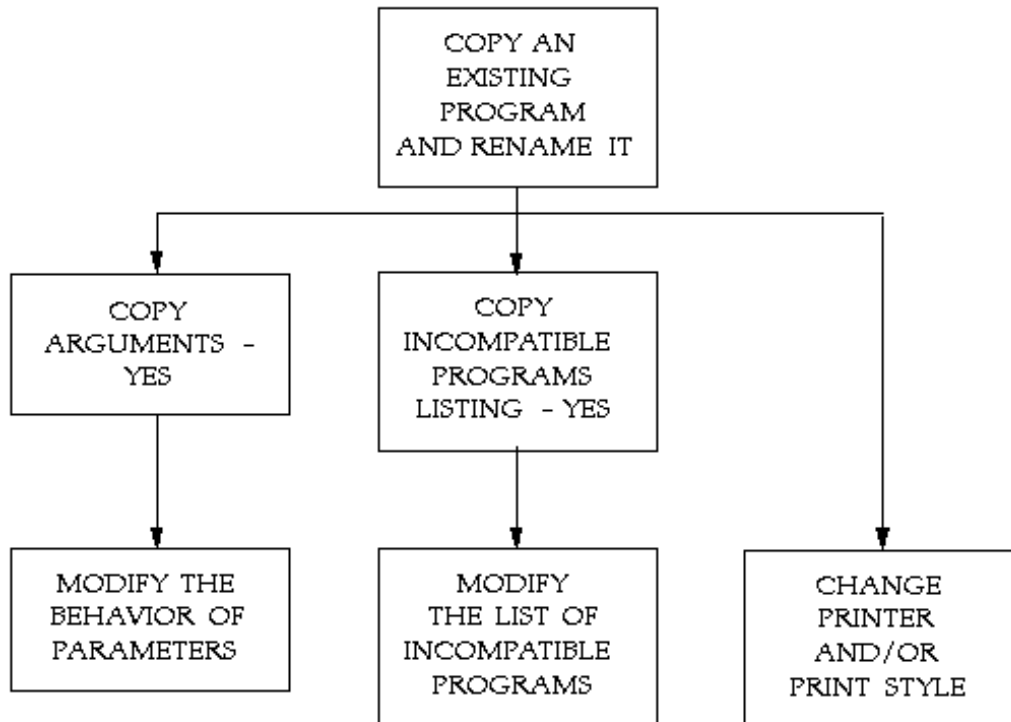 COPY AN
EXISTING
PROGRAM
AND RENAME IT
COPY
ARGUMENTS -
YES
COPY
INCOMPATIBLE
PROGRAMS
LISTING - YES
MODIFY THE
BEHAVIOR OF
PARAMETERS
MODIFY
THE LIST OF
INCOMPATIBLE
PROGRAMS
CHANGE
PRINTER
AND/OR
PRINT STYLE